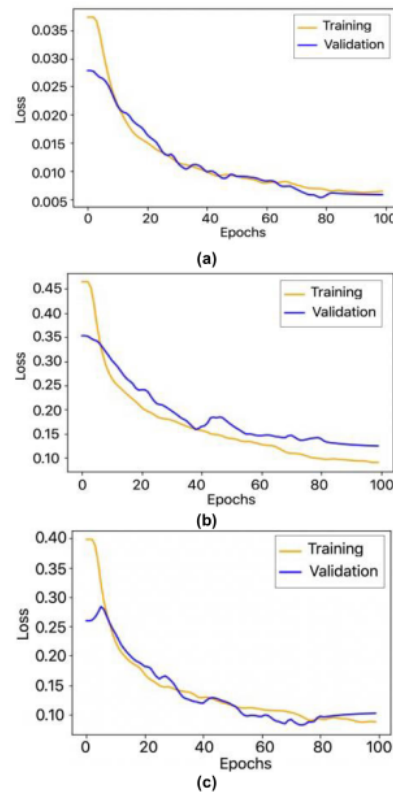 0.035
0.030
0.025
0.020
0.015
0.010
0.005
Loss
Training
Validation
0 20 40 60 80 100
Epochs
(a)
0.45
0.40
0.35
0.30
0.25
0.20
0.15
0.10
Loss
Training
Validation
0 20 40 60 80 100
Epochs
(b)
0.40
0.35
0.30
0.25
0.20
0.15
0.10
Loss
Training
Validation
0 20 40 60 80 100
Epochs
(c)